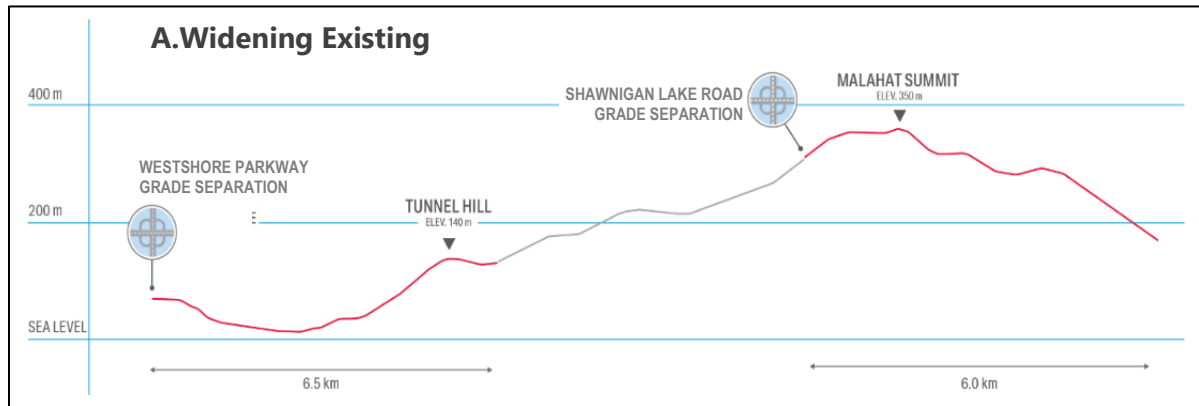 A.Widening Existing
400 m
SHAWNIGAN LAKE ROAD
GRADE SEPARATION
MALAHAT SUMMIT
ELEV. 350 m
WESTSHORE PARKWAY
GRADE SEPARATION
200 m
TUNNEL HILL
ELEV. 140 m
SEA LEVEL
6.5 km
6.0 km